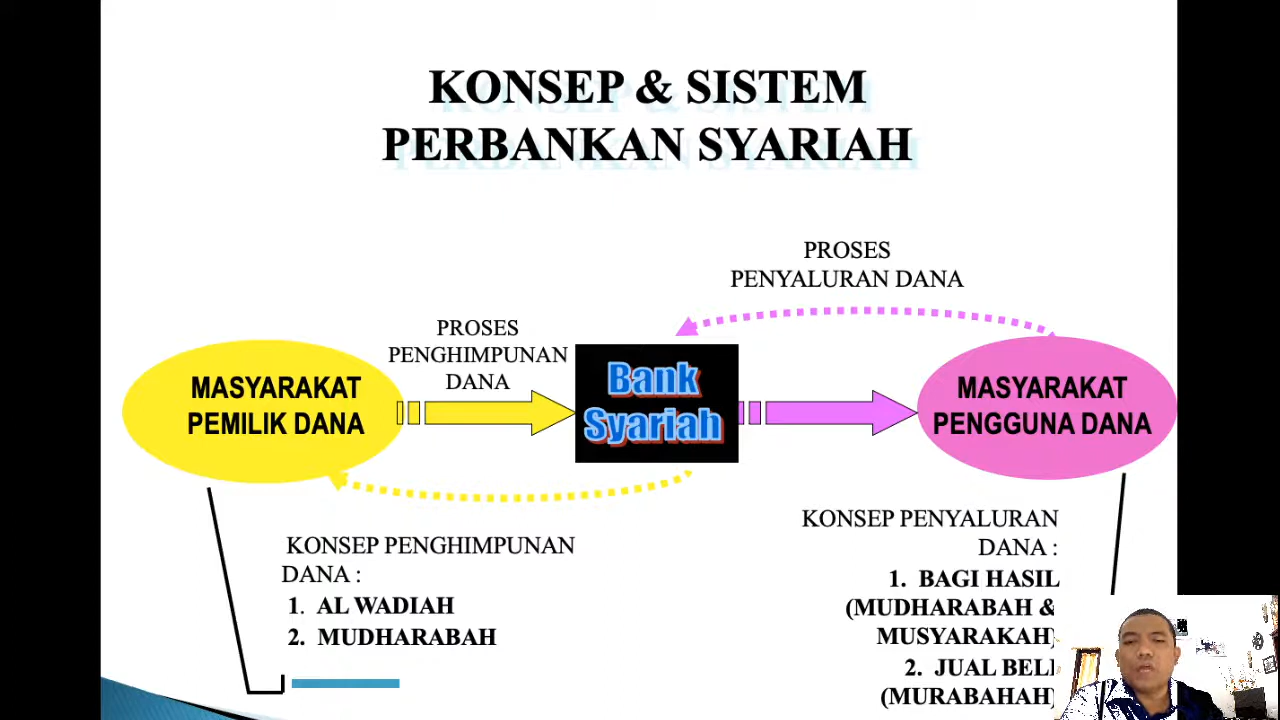 KONSEP & SISTEM
PERBANKAN SYARIAH
PROSES
PENYALURAN DANA
PROSES
PENGHIMPUNAN
DANA
MASYARAKAT
PEMILIK DANA
Bank
Syariah
MASYARAKAT
PENGGUNA DANA
KONSEP PENGHIMPUNAN
DANA :
1. AL WADIAH
2. MUDHARABAH
KONSEP PENYALURAN
DANA :
1. BAGI HASIL
(MUDHARABAH &
MUSYARAKAH)
2. JUAL BELI
(MURABAHAH)